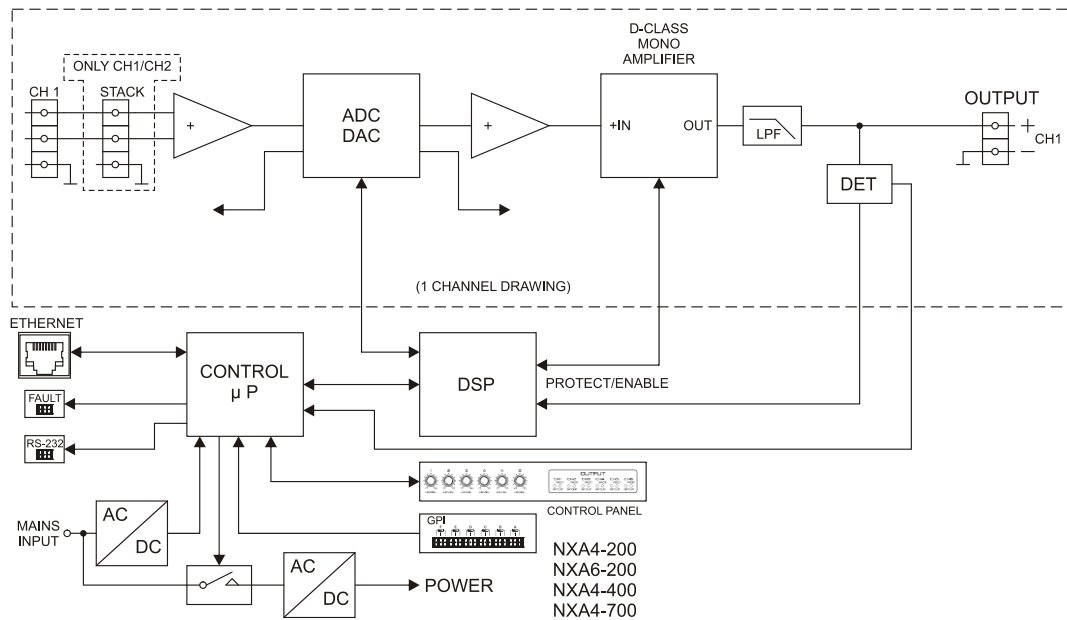 D-CLASS
MONO
AMPLIFIER
ONLY CH1/CH2
CH 1
STACK
+
ADC
DAC
+
+IN
OUT
LPF
OUTPUT
+
CH1
−
DET
(1 CHANNEL DRAWING)
ETHERNET
CONTROL
µ P
DSP
PROTECT/ENABLE
FAULT
RS-232
OUTPUT
CONTROL PANEL
GPI
MAINS
INPUT
AC
DC
AC
DC
POWER
NXA4-200
NXA6-200
NXA4-400
NXA4-700